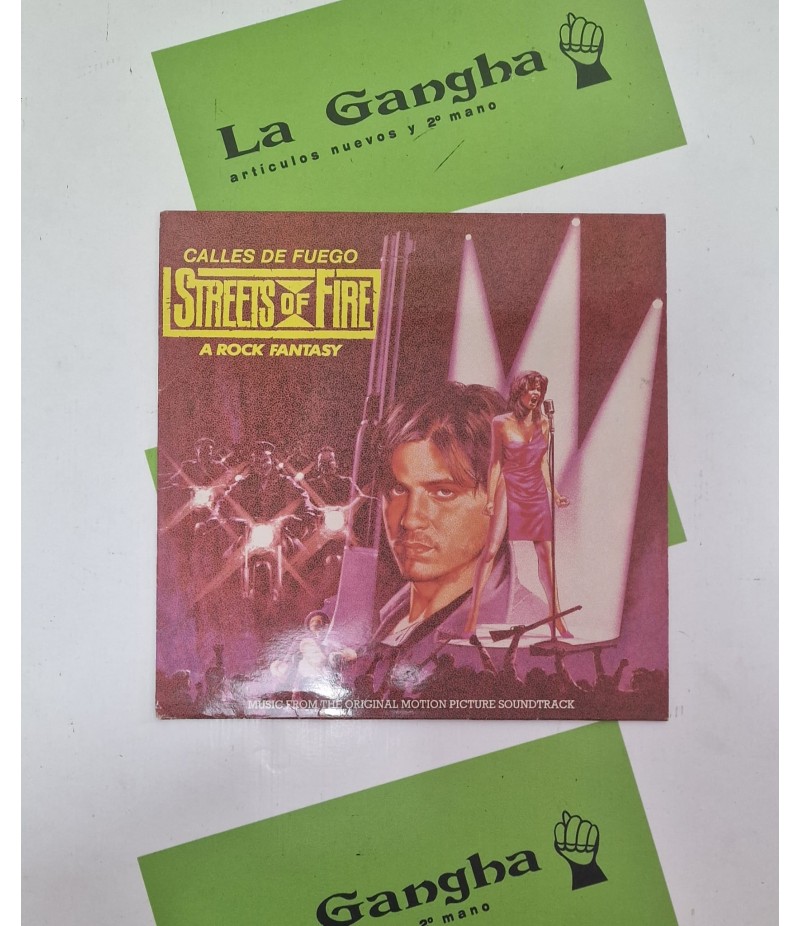 La Gangha
articulos nuevos y 2º mano
CALLES DE FUEGO
STREETS OF FIRE
A ROCK FANTASY
MUSIC FROM THE ORIGINAL MOTION PICTURE SOUNDTRACK
Gangha
2º mano